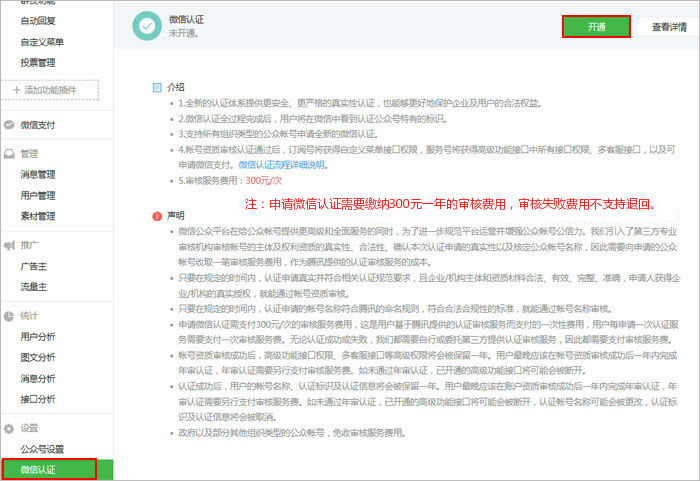 群发功能
自动回复
自定义菜单
投票管理
+ 添加功能插件
微信支付
管理
消息管理
用户管理
素材管理
推广
广告主
流量主
统计
用户分析
图文分析
消息分析
接口分析
设置
公众号设置
微信认证
微信认证
未开通。
开通
查看详情
介绍
• 1.全新的认证体系提供更安全、更严格的真实性认证，也能够更好地保护企业及用户的合法权益。
• 2.微信认证全过程完成后，用户将在微信中看到认证公众号特有的标识。
• 3.支持所有组织类型的公众帐号申请全新的微信认证。
• 4.帐号资质审核认证通过后，订阅号将获得自定义菜单接口权限，服务号将获得高级功能接口中所有接口权限、多客服接口，以及可
申请微信支付。微信认证流程详细说明。
• 5.审核服务费用：300元/次
注：申请微信认证需要缴纳300元一年的审核费用，审核失败费用不支持退回。
声明
• 微信公众平台在给公众帐号提供更高级和全面服务的同时，为了进一步规范平台运营并增强公众帐号公信力。我们引入了第三方专业
审核机构审核帐号的主体及权利和资质的真实性、合法性。确认本次认证申请的真实性以及核定公众帐号名称，因此需要向申请的公众
帐号收取一笔审核服务费用，作为腾讯提供的认证审核服务的成本。
• 只要在规定的时间内，认证申请真实并符合相关认证规范要求，且企业/机构主体和资质材料合法、有效、完整、准确，申请人获得企
业/机构的真实授权，就能通过帐号资质审核。
• 只要在规定的时间内，认证申请的帐号名称符合腾讯的命名规则，符合合法合规性的标准，就能通过帐号名称审核。
• 申请微信认证需支付300元/次的审核服务费用，这是用户基于腾讯提供的认证审核服务而支付的一次性费用，用户每申请一次认证服
务需要支付一次审核服务费。无论认证成功或失败，我们都需要自行或委托第三方提供认证审核服务，因此都需要支付审核服务费。
• 帐号资质审核成功后，高级功能接口权限、多客服接口等高级权限将会被保留一年。用户最晚应该在帐号资质审核成功后一年内完成
年审认证，年审认证需要另行支付审核服务费。如未通过年审认证，已开通的高级功能接口将可能会被断开。
• 认证成功后，用户的帐号名称、认证标识及认证信息将会被保留一年。用户最晚应该在账户资质审核成功后一年内完成年审认证，年
审认证需要另行支付审核服务费用。如未通过年审认证，已开通的高级功能接口将可能会被断开，认证帐号名称可能会被更改，认证标
识及认证信息将会被取消。
• 政府以及部分其他组织类型的公众帐号，免收审核服务费用。